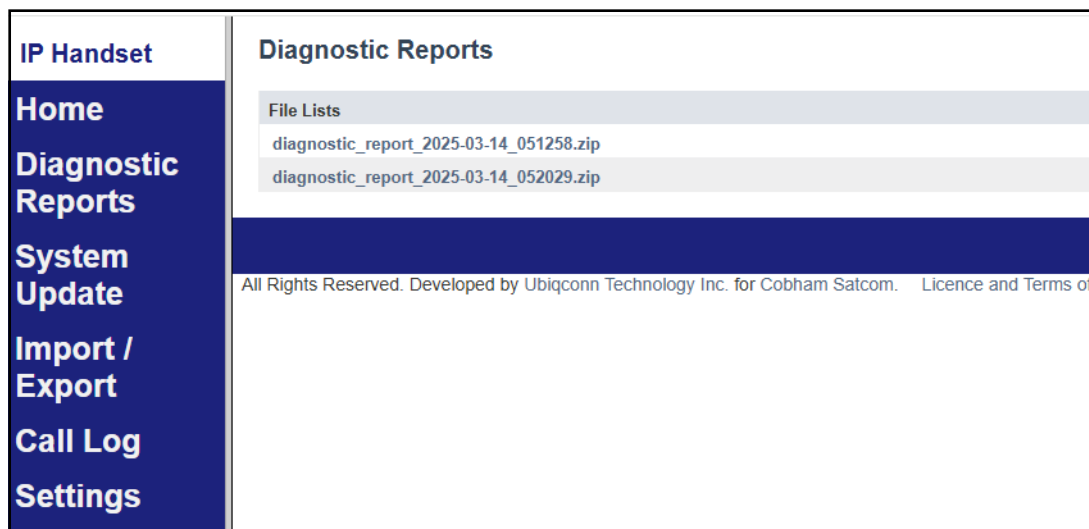 IP Handset
Home
Diagnostic
Reports
System
Update
Import /
Export
Call Log
Settings
Diagnostic Reports
File Lists
diagnostic_report_2025-03-14_051258.zip
diagnostic_report_2025-03-14_052029.zip
All Rights Reserved. Developed by Ubiqconn Technology Inc. for Cobham Satcom. Licence and Terms of